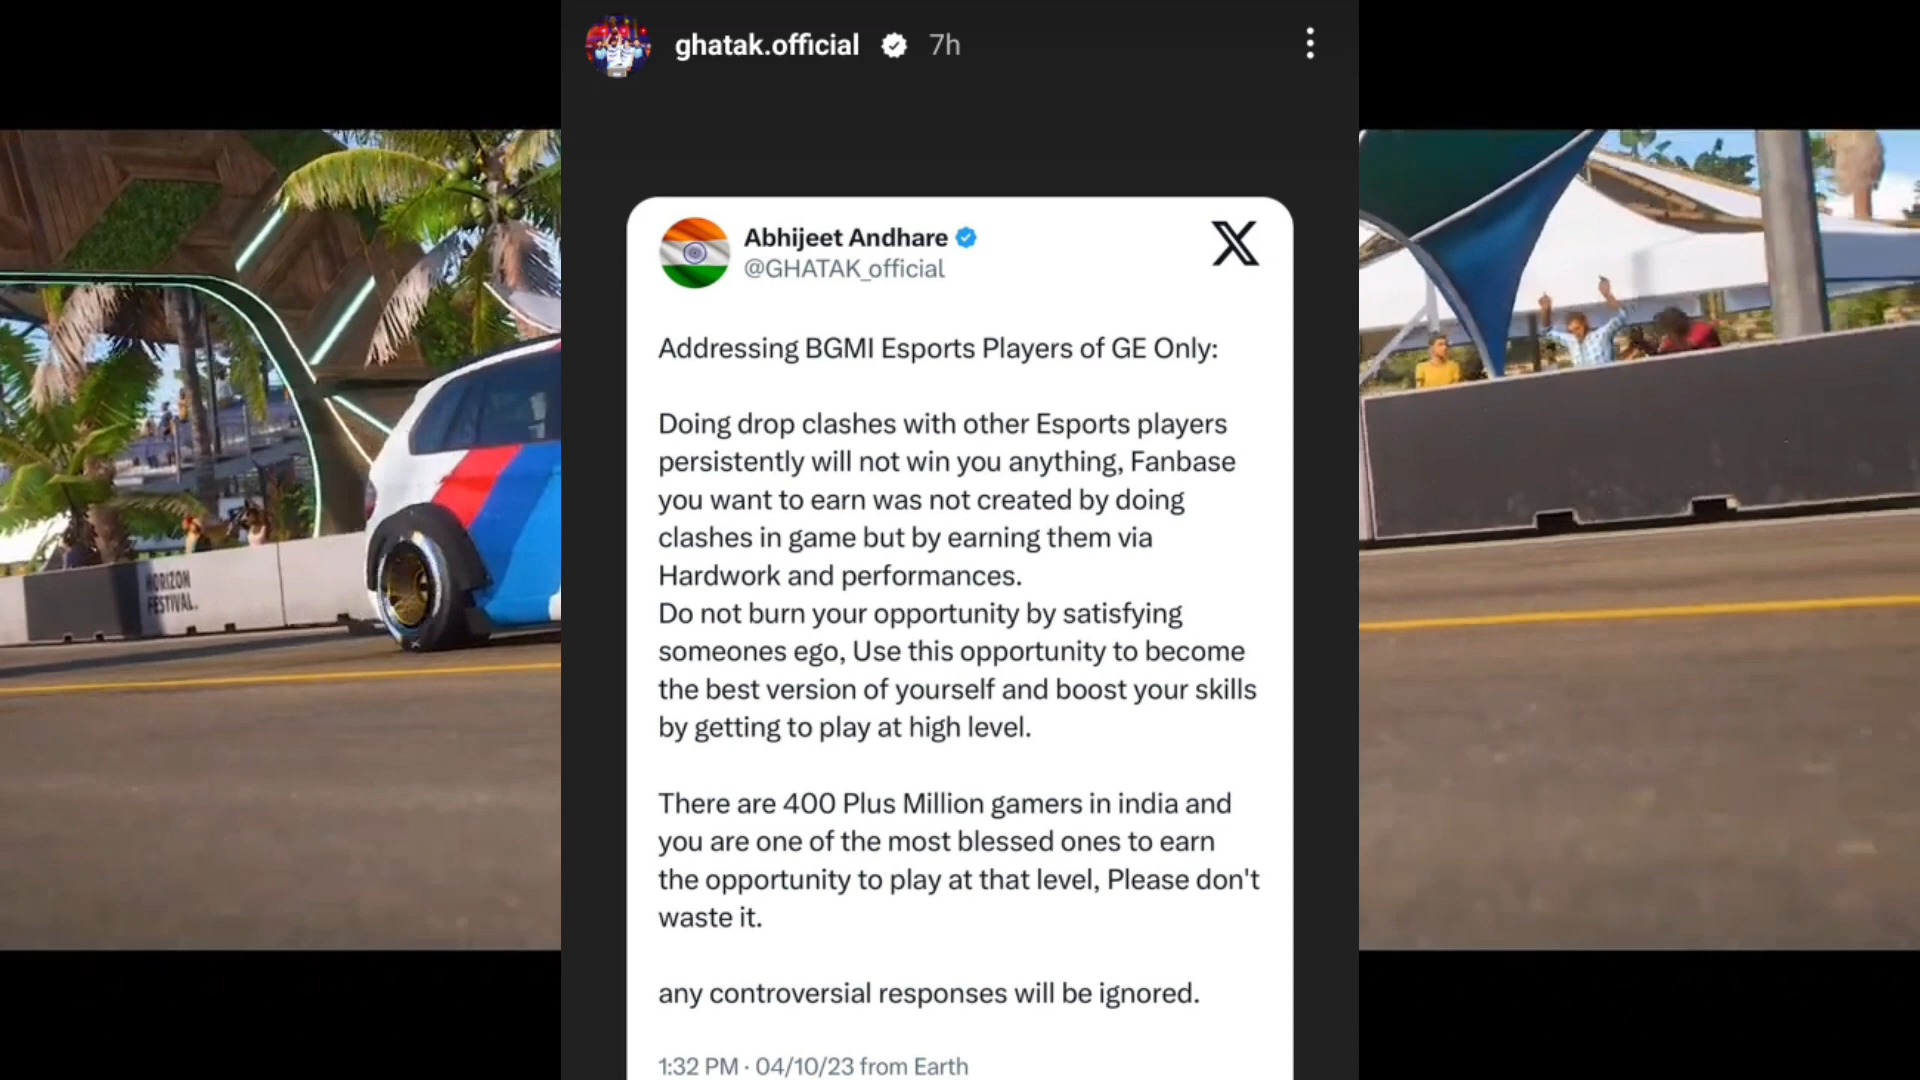 ghatak.official 7h
Abhijeet Andhare
@GHATAK_official
Addressing BGMI Esports Players of GE Only:
Doing drop clashes with other Esports players
persistently will not win you anything, Fanbase
you want to earn was not created by doing
clashes in game but by earning them via
Hardwork and performances.
Do not burn your opportunity by satisfying
someones ego, Use this opportunity to become
the best version of yourself and boost your skills
by getting to play at high level.
There are 400 Plus Million gamers in india and
you are one of the most blessed ones to earn
the opportunity to play at that level, Please don't
waste it.
any controversial responses will be ignored.
1:32 PM · 04/10/23 from Earth
HORIZON
FESTIVAL.